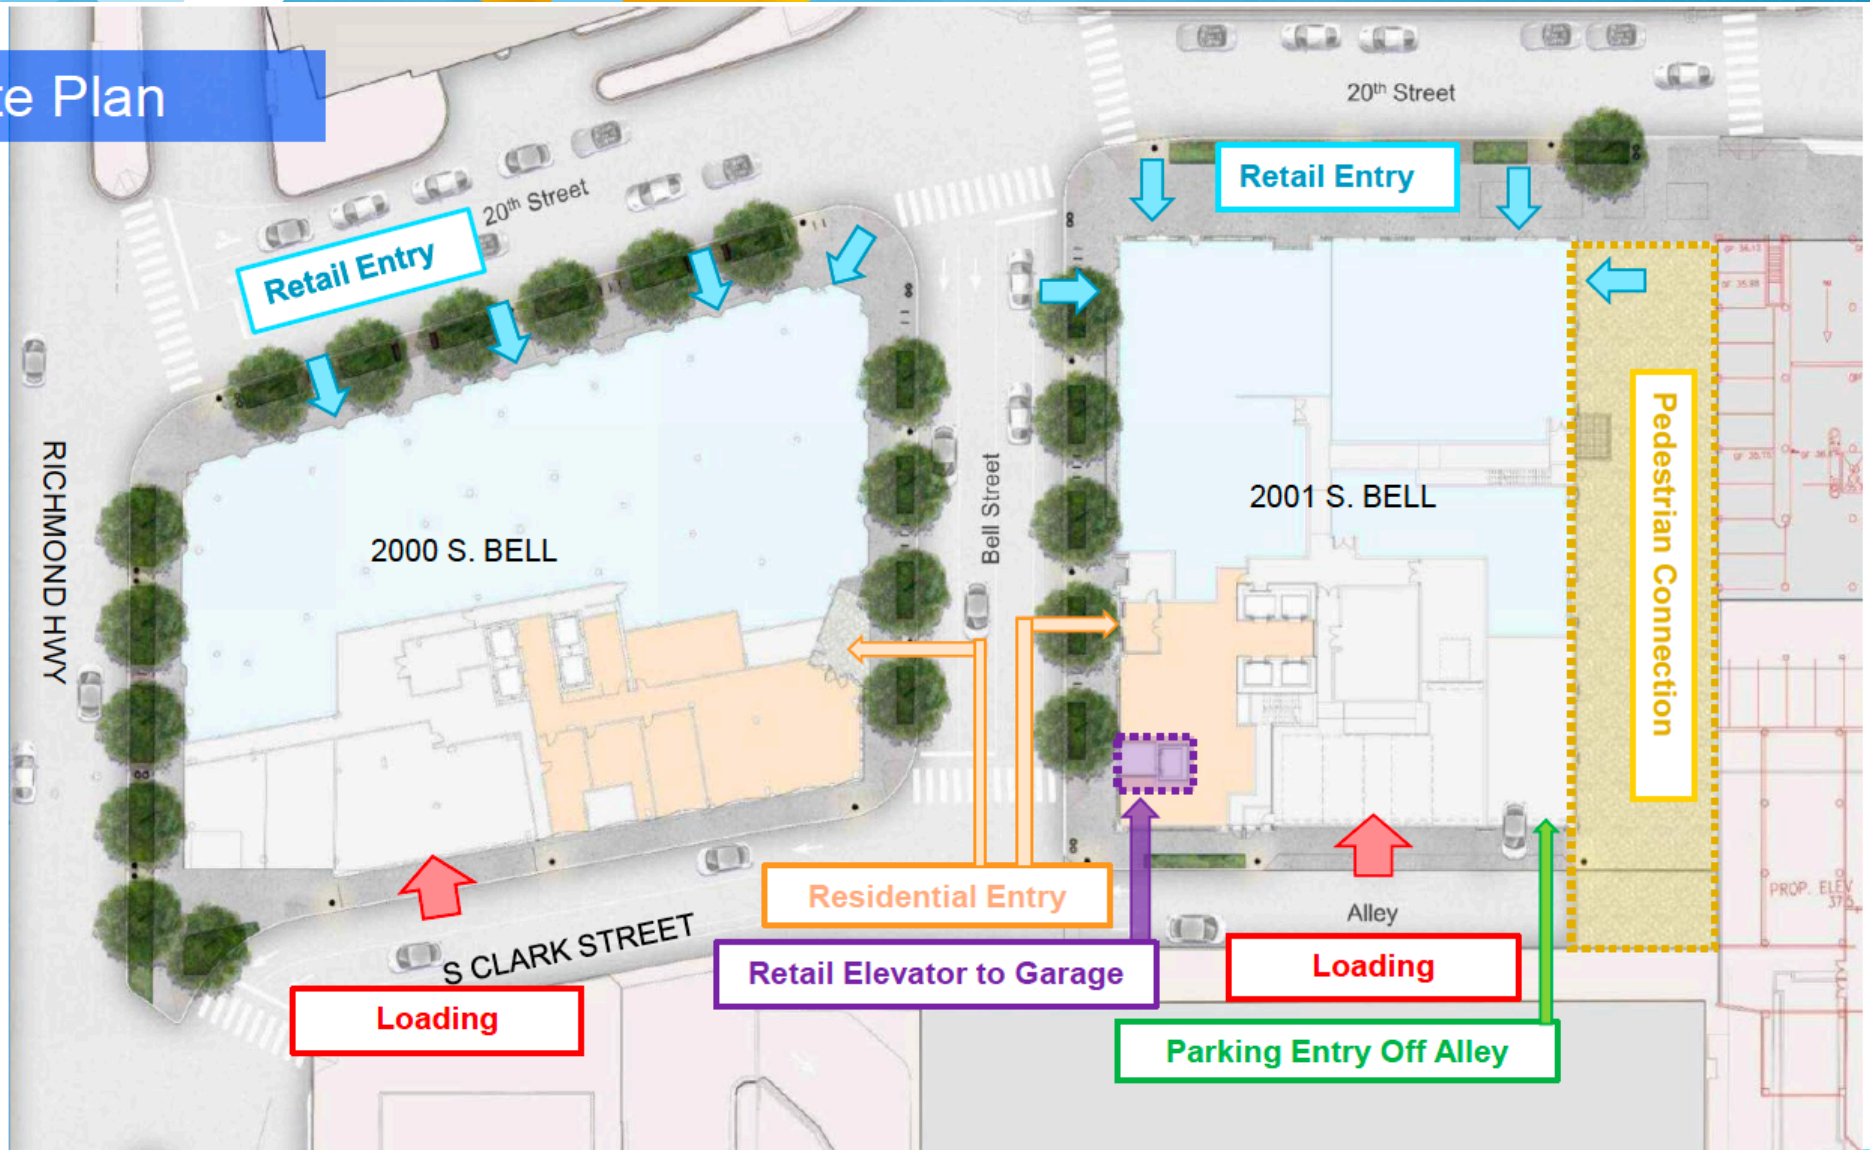 te Plan
20th Street
20th Street
Retail Entry
Retail Entry
RICHMOND HWY
2000 S. BELL
Bell Street
2001 S. BELL
Pedestrian Connection
Residential Entry
Alley
S CLARK STREET
Retail Elevator to Garage
Loading
Loading
Parking Entry Off Alley
PROP. ELEV